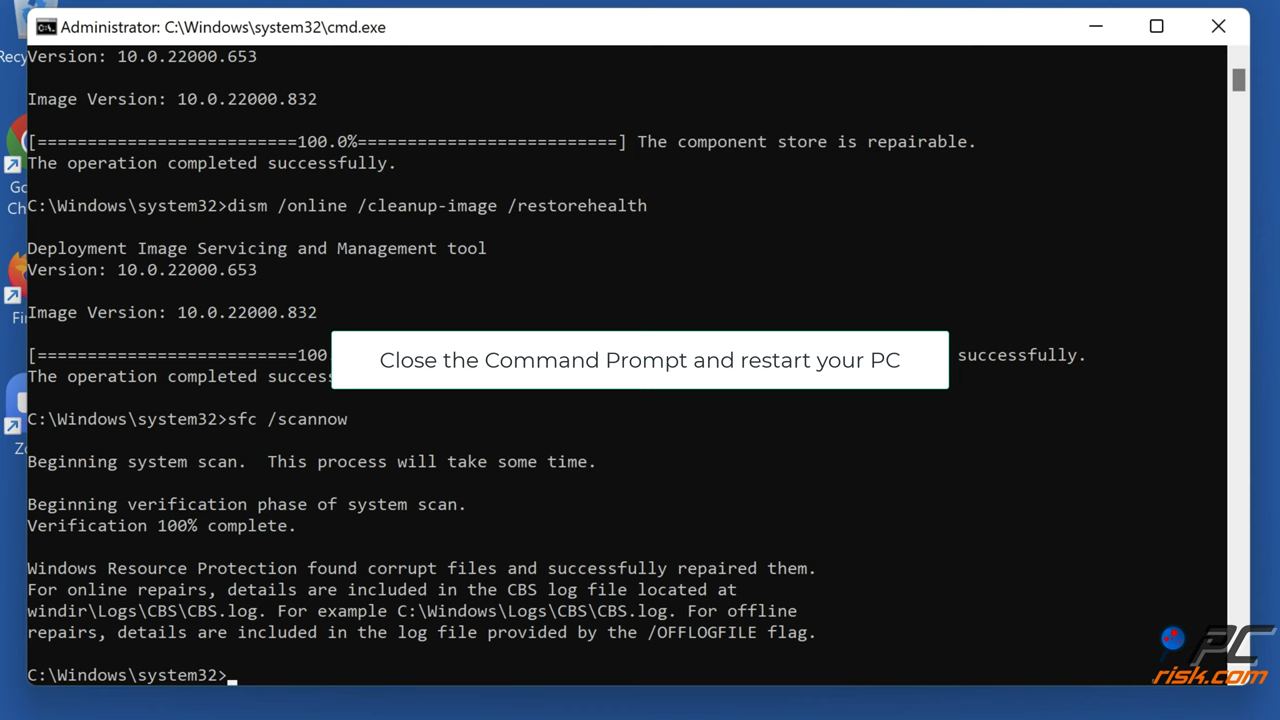 Administrator: C:\Windows\system32\cmd.exe
Recy
Version: 10.0.22000.653
Image Version: 10.0.22000.832
[==========================100.0%==========================] The component store is repairable.
The operation completed successfully.
Go
Ch
C:\Windows\system32>dism /online /cleanup-image /restorehealth
Deployment Image Servicing and Management tool
Version: 10.0.22000.653
Image Version: 10.0.22000.832
Fi
[==========================100
successfully.
Close the Command Prompt and restart your PC
The operation completed success
C:\Windows\system32>sfc /scannow
Zo
Beginning system scan.  This process will take some time.
Beginning verification phase of system scan.
Verification 100% complete.
Windows Resource Protection found corrupt files and successfully repaired them.
For online repairs, details are included in the CBS log file located at
windir\Logs\CBS\CBS.log. For example C:\Windows\Logs\CBS\CBS.log. For offline
repairs, details are included in the log file provided by the /OFFLOGFILE flag.
C:\Windows\system32>
PC
risk.com